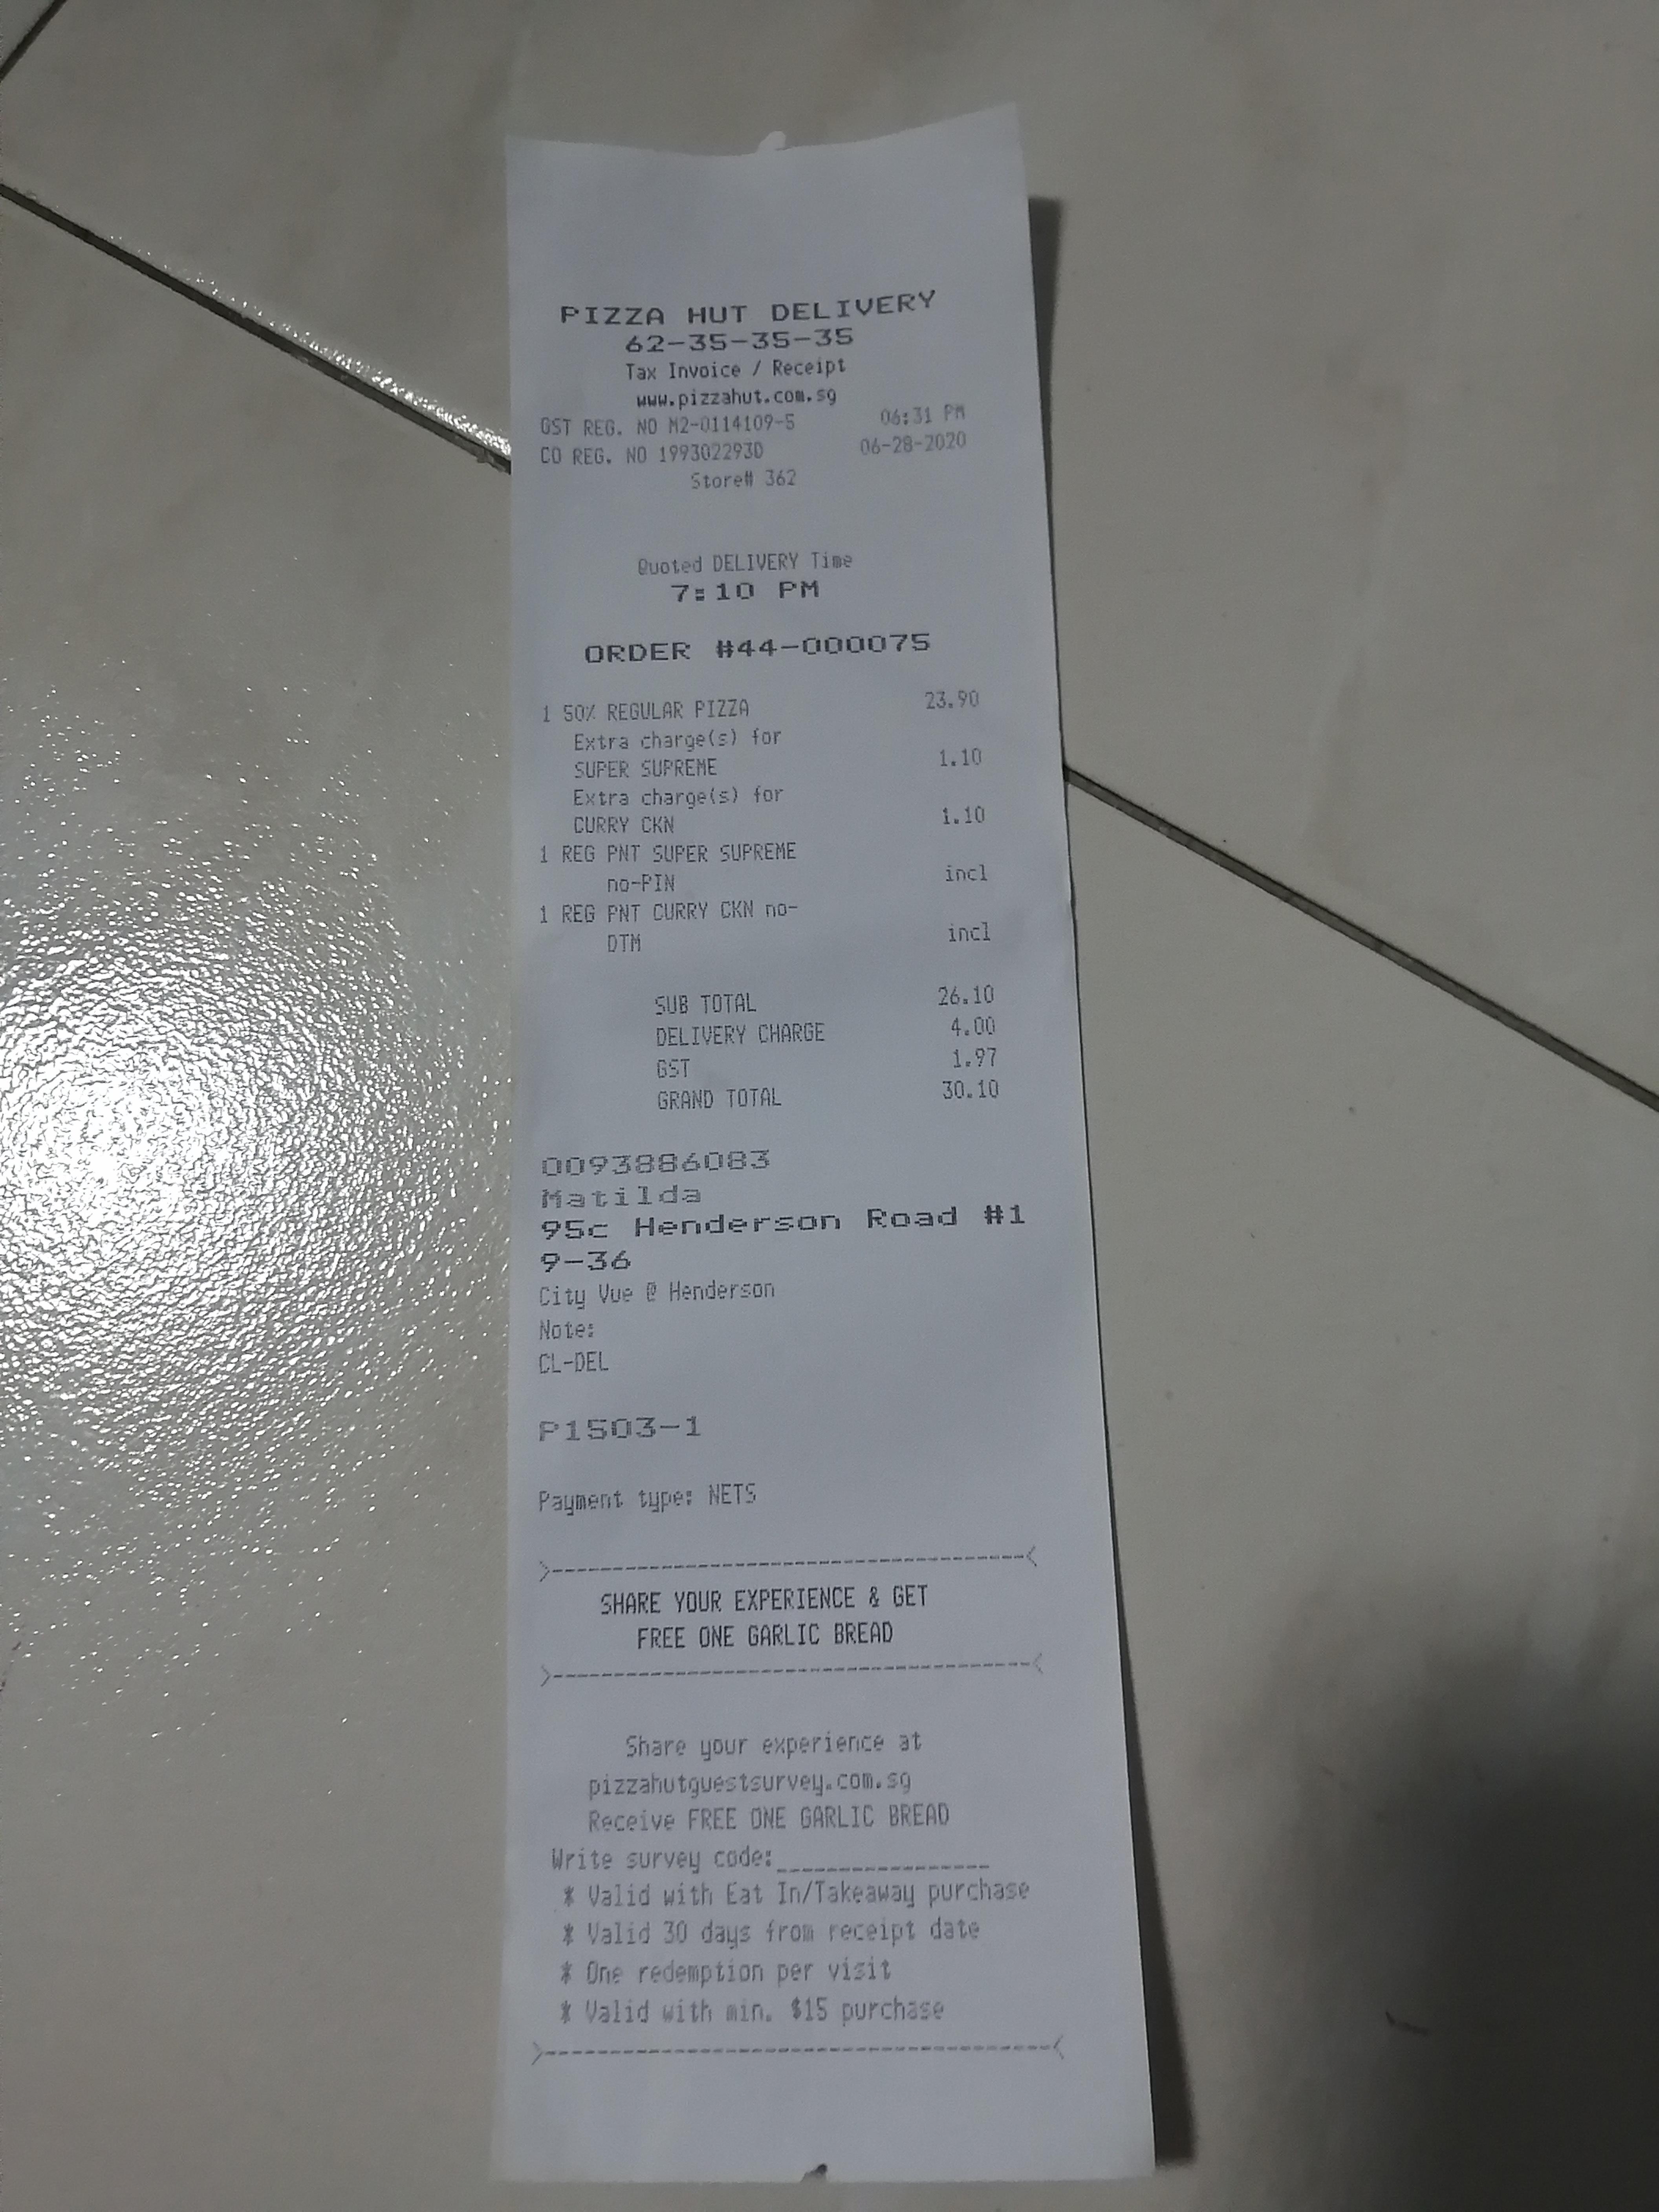 PIZZA HUT DELIVERY
62-35-35-35
Tax Invoice / Receipt
www.pizzahut.com.sg
GST REG. NO M2-0114109-5 06:31 PM
CO REG. NO 199302293D 06-28-2020
Store# 362
Quoted DELIVERY Time
7:10 PM
ORDER #44-000075
1 50% REGULAR PIZZA 23.90
Extra charge(s) for
SUPER SUPREME 1.10
Extra charge(s) for
CURRY CKN 1.10
1 REG PNT SUPER SUPREME
no-PIN incl
1 REG PNT CURRY CKN no-
DTM incl
SUB TOTAL 26.10
DELIVERY CHARGE 4.00
GST 1.97
GRAND TOTAL 30.10
0093886083
Matilda
95c Henderson Road #1
9-36
City Vue @ Henderson
Note:
CL-DEL
P1503-1
Payment type: NETS
>--------------------------------------<
SHARE YOUR EXPERIENCE & GET
FREE ONE GARLIC BREAD
>--------------------------------------<
Share your experience at
pizzahutguestsurvey.com.sg
Receive FREE ONE GARLIC BREAD
Write survey code:_________________
* Valid with Eat In/Takeaway purchase
* Valid 30 days from receipt date
* One redemption per visit
* Valid with min. $15 purchase
>--------------------------------------<